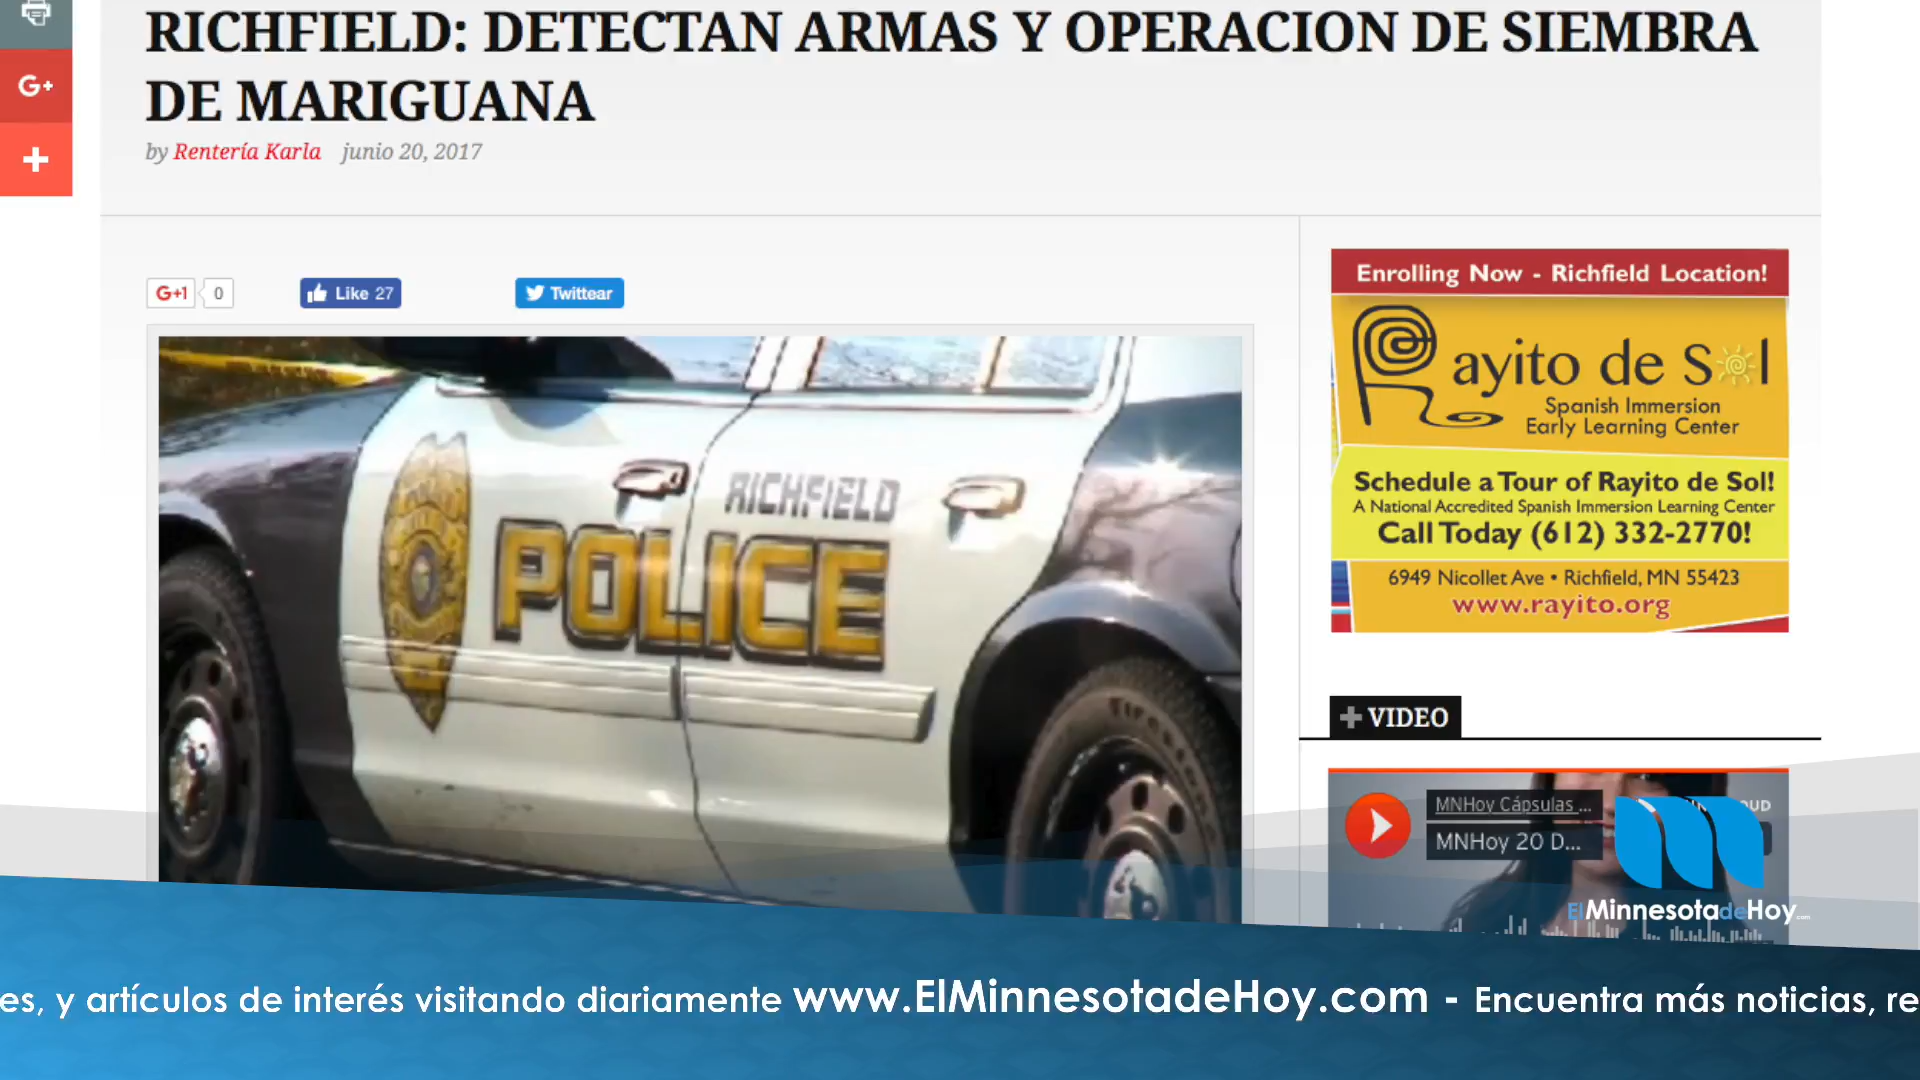 RICHFIELD: DETECTAN ARMAS Y OPERACION DE SIEMBRA
DE MARIGUANA
by Rentería Karla junio 20, 2017
G+
G+1 0
Like 27
Twittear
RICHFIELD
POLICE
Firestone
Enrolling Now - Richfield Location!
Rayito de Sol
Spanish Immersion
Early Learning Center
Schedule a Tour of Rayito de Sol!
A National Accredited Spanish Immersion Learning Center
Call Today (612) 332-2770!
6949 Nicollet Ave • Richfield, MN 55423
www.rayito.org
+ VIDEO
MNHoy Cápsulas ...
MNHoy 20 D...
ElMinnesotadeHoy.com
es, y artículos de interés visitando diariamente www.ElMinnesotadeHoy.com - Encuentra más noticias, re